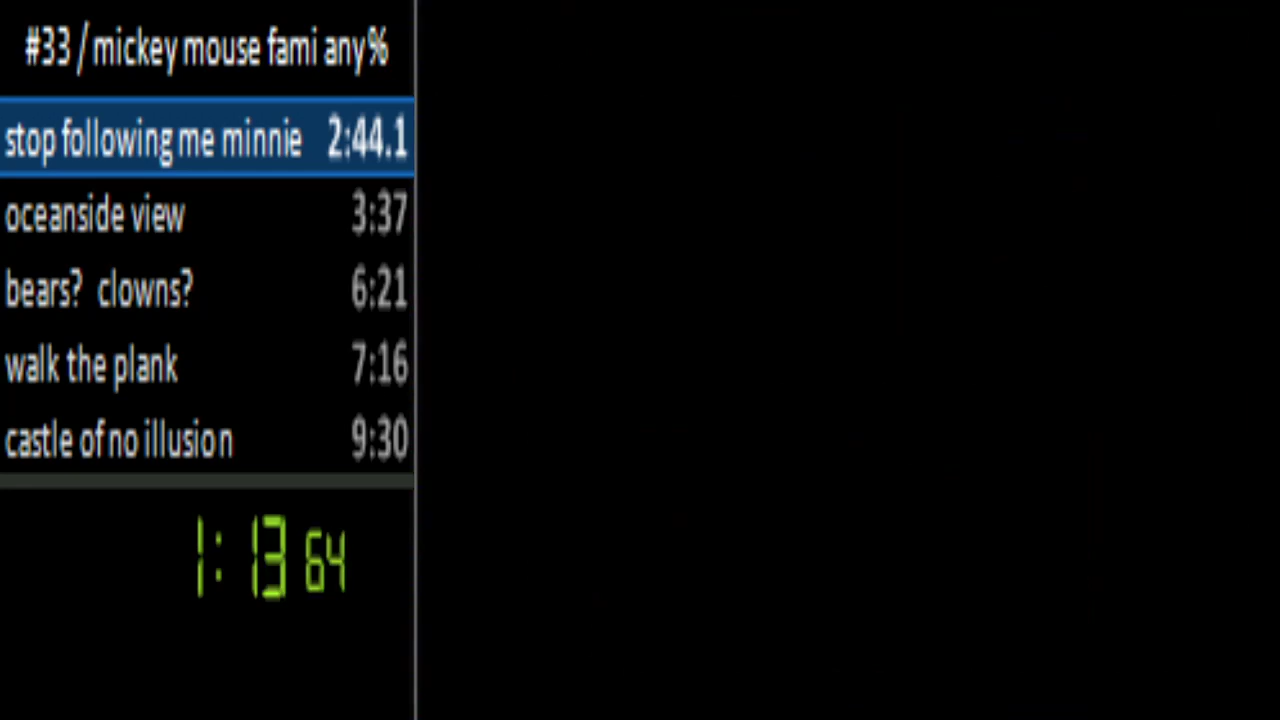 #33 / mickey mouse fami any%
stop following me minnie 2:44.1
oceanside view 3:37
bears? clowns? 6:21
walk the plank 7:16
castle of no illusion 9:30
1:13 64